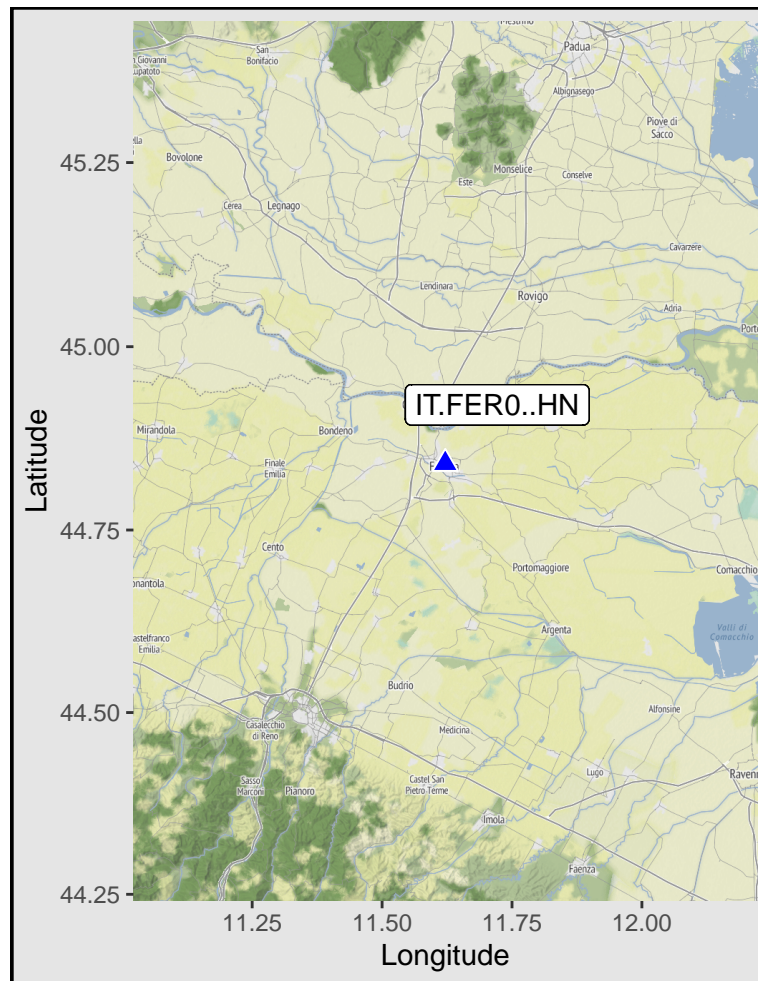 Padua
San
Bonifacio
Albignasego
Piove di
Sacco
Bovolone
Monselice
Conselve
Este
Cerea
Legnago
Cavarzere
Lendinara
Rovigo
Adria
IT.FER0..HN
Mirandola
Bondeno
Finale
Emilia
Cento
Portomaggiore
Comacchio
Argenta
Valli di
Comacchio
Budrio
Alfonsine
Casalecchio
di Reno
Medicina
Sasso
Marconi
Pianoro
Castel San
Pietro Terme
Lugo
Imola
Faenza
45.25
45.00
44.75
44.50
44.25
Latitude
11.25
11.50
11.75
12.00
Longitude